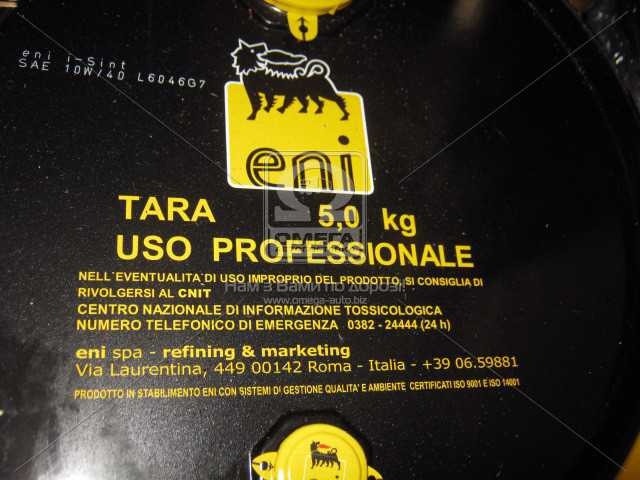 eni i-Sint
SAE 10W/40 L6046G7
eni
TARA 5,0 kg
USO PROFESSIONALE
NELL'EVENTUALITA' DI USO IMPROPRIO DEL PRODOTTO, SI CONSIGLIA DI
RIVOLGERSI AL CNIT
CENTRO NAZIONALE DI INFORMAZIONE TOSSICOLOGICA
NUMERO TELEFONICO DI EMERGENZA 0382 - 24444 (24 h)
eni spa - refining & marketing
Via Laurentina, 449 00142 Roma - Italia - +39 06.59881
PRODOTTO IN STABILIMENTO ENI CON SISTEMI DI GESTIONE QUALITA' E AMBIENTE CERTIFICATI ISO 9001 E ISO 14001
eni
OMEGA
Нам з Вами по дорозі!
www.omega-auto.biz